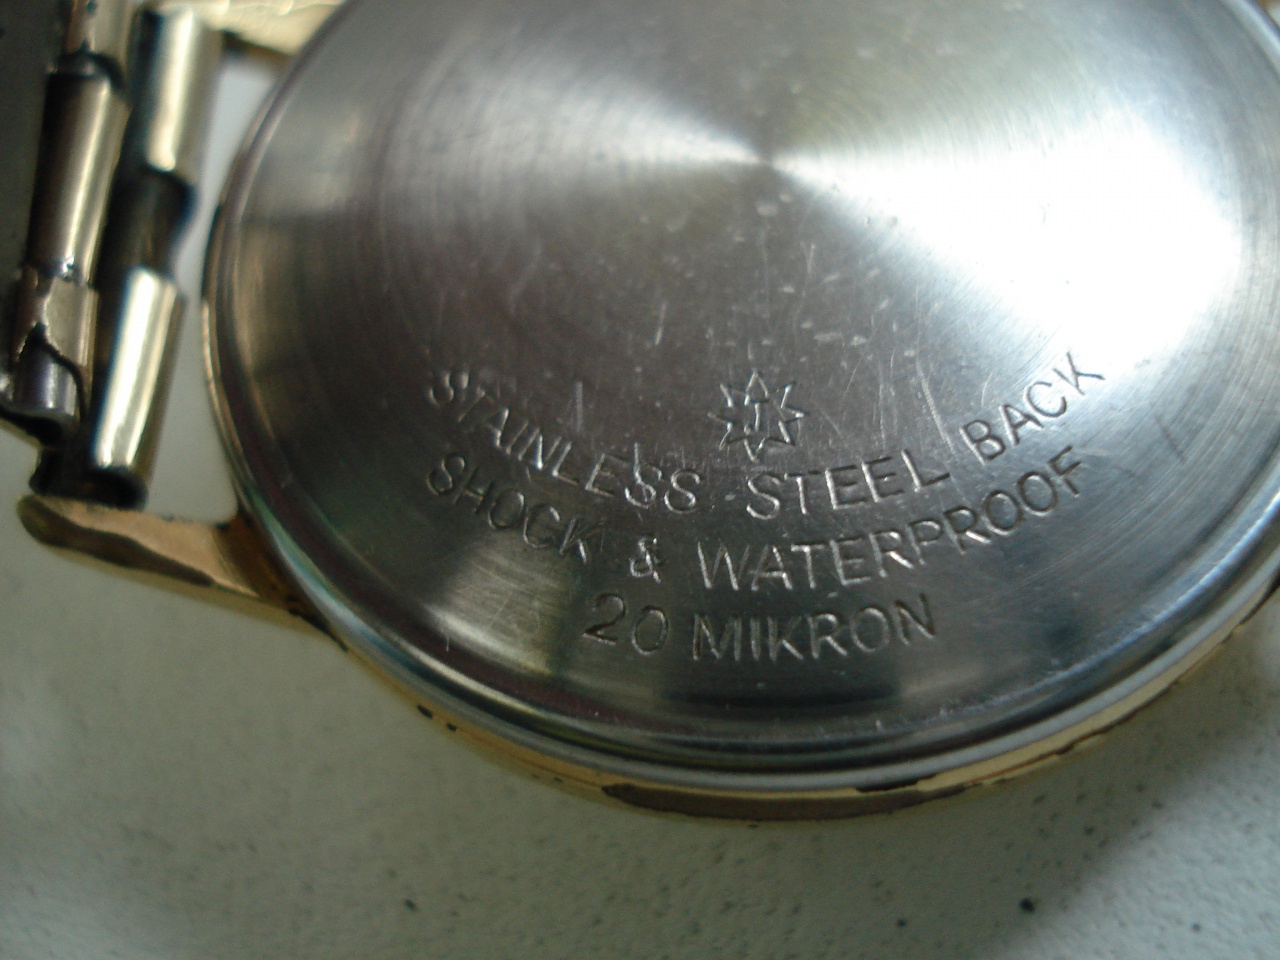 J
STAINLESS STEEL BACK
SHOCK & WATERPROOF
20 MIKRON